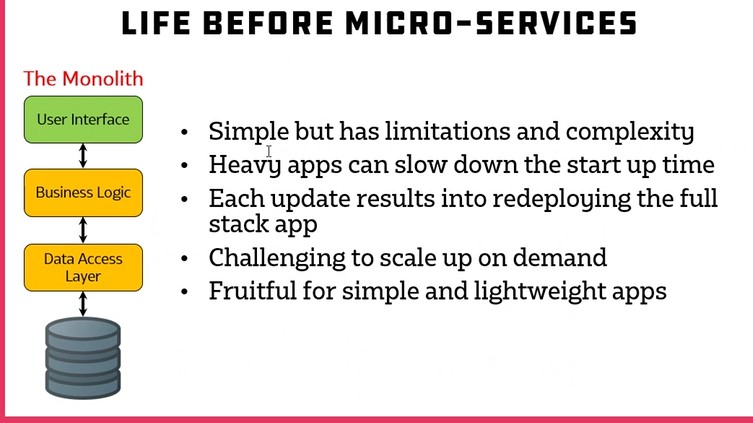 LIFE BEFORE MICRO-SERVICES
The Monolith
User Interface
Business Logic
Data Access
Layer
• Simple but has limitations and complexity
• Heavy apps can slow down the start up time
• Each update results into redeploying the full
stack app
• Challenging to scale up on demand
• Fruitful for simple and lightweight apps